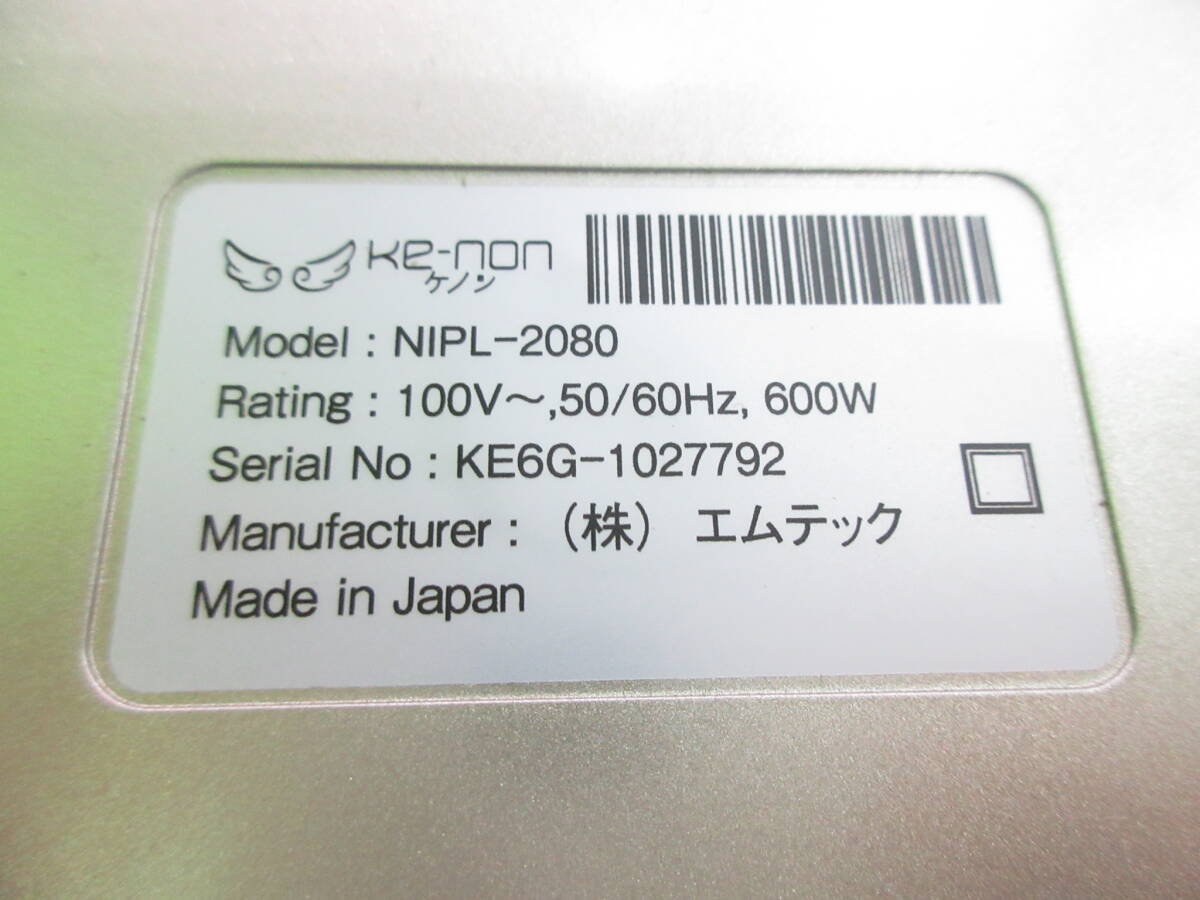 Ke-non
ケノン
Model : NIPL-2080
Rating : 100V～,50/60Hz, 600W
Serial No : KE6G-1027792
Manufacturer : （株） エムテック
Made in Japan